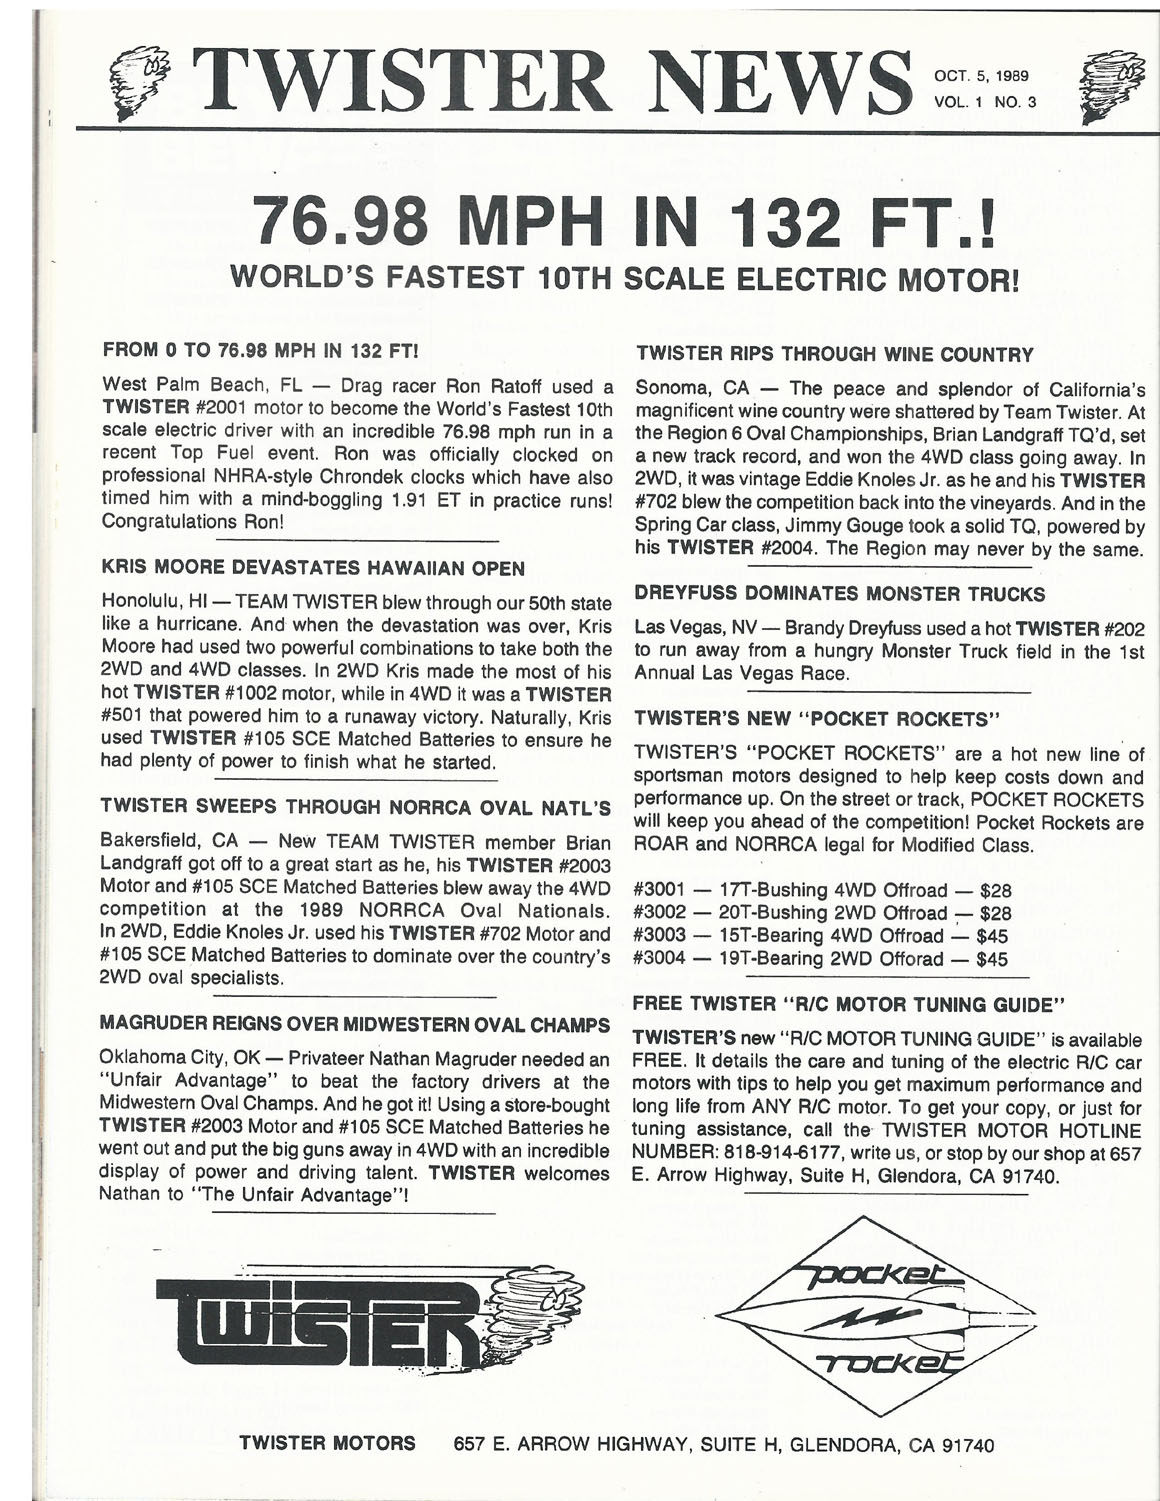 TWISTER NEWS
OCT. 5, 1989
VOL. 1 NO. 3
76.98 MPH IN 132 FT.!
WORLD'S FASTEST 10TH SCALE ELECTRIC MOTOR!
FROM 0 TO 76.98 MPH IN 132 FT!
West Palm Beach, FL — Drag racer Ron Ratoff used a
TWISTER #2001 motor to become the World's Fastest 10th
scale electric driver with an incredible 76.98 mph run in a
recent Top Fuel event. Ron was officially clocked on
professional NHRA-style Chrondek clocks which have also
timed him with a mind-boggling 1.91 ET in practice runs!
Congratulations Ron!
KRIS MOORE DEVASTATES HAWAIIAN OPEN
Honolulu, HI — TEAM TWISTER blew through our 50th state
like a hurricane. And when the devastation was over, Kris
Moore had used two powerful combinations to take both the
2WD and 4WD classes. In 2WD Kris made the most of his
hot TWISTER #1002 motor, while in 4WD it was a TWISTER
#501 that powered him to a runaway victory. Naturally, Kris
used TWISTER #105 SCE Matched Batteries to ensure he
had plenty of power to finish what he started.
TWISTER SWEEPS THROUGH NORRCA OVAL NATL'S
Bakersfield, CA — New TEAM TWISTER member Brian
Landgraff got off to a great start as he, his TWISTER #2003
Motor and #105 SCE Matched Batteries blew away the 4WD
competition at the 1989 NORRCA Oval Nationals.
In 2WD, Eddie Knoles Jr. used his TWISTER #702 Motor and
#105 SCE Matched Batteries to dominate over the country's
2WD oval specialists.
MAGRUDER REIGNS OVER MIDWESTERN OVAL CHAMPS
Oklahoma City, OK — Privateer Nathan Magruder needed an
"Unfair Advantage" to beat the factory drivers at the
Midwestern Oval Champs. And he got it! Using a store-bought
TWISTER #2003 Motor and #105 SCE Matched Batteries he
went out and put the big guns away in 4WD with an incredible
display of power and driving talent. TWISTER welcomes
Nathan to "The Unfair Advantage"!
TWISTER RIPS THROUGH WINE COUNTRY
Sonoma, CA — The peace and splendor of California's
magnificent wine country were shattered by Team Twister. At
the Region 6 Oval Championships, Brian Landgraff TQ'd, set
a new track record, and won the 4WD class going away. In
2WD, it was vintage Eddie Knoles Jr. as he and his TWISTER
#702 blew the competition back into the vineyards. And in the
Spring Car class, Jimmy Gouge took a solid TQ, powered by
his TWISTER #2004. The Region may never by the same.
DREYFUSS DOMINATES MONSTER TRUCKS
Las Vegas, NV — Brandy Dreyfuss used a hot TWISTER #202
to run away from a hungry Monster Truck field in the 1st
Annual Las Vegas Race.
TWISTER'S NEW "POCKET ROCKETS"
TWISTER'S "POCKET ROCKETS" are a hot new line of
sportsman motors designed to help keep costs down and
performance up. On the street or track, POCKET ROCKETS
will keep you ahead of the competition! Pocket Rockets are
ROAR and NORRCA legal for Modified Class.
#3001 — 17T-Bushing 4WD Offroad — $28
#3002 — 20T-Bushing 2WD Offroad — $28
#3003 — 15T-Bearing 4WD Offroad — $45
#3004 — 19T-Bearing 2WD Offorad — $45
FREE TWISTER "R/C MOTOR TUNING GUIDE"
TWISTER'S new "R/C MOTOR TUNING GUIDE" is available
FREE. It details the care and tuning of the electric R/C car
motors with tips to help you get maximum performance and
long life from ANY R/C motor. To get your copy, or just for
tuning assistance, call the TWISTER MOTOR HOTLINE
NUMBER: 818-914-6177, write us, or stop by our shop at 657
E. Arrow Highway, Suite H, Glendora, CA 91740.
TWISTER
pocket
rocket
TWISTER MOTORS 657 E. ARROW HIGHWAY, SUITE H, GLENDORA, CA 91740